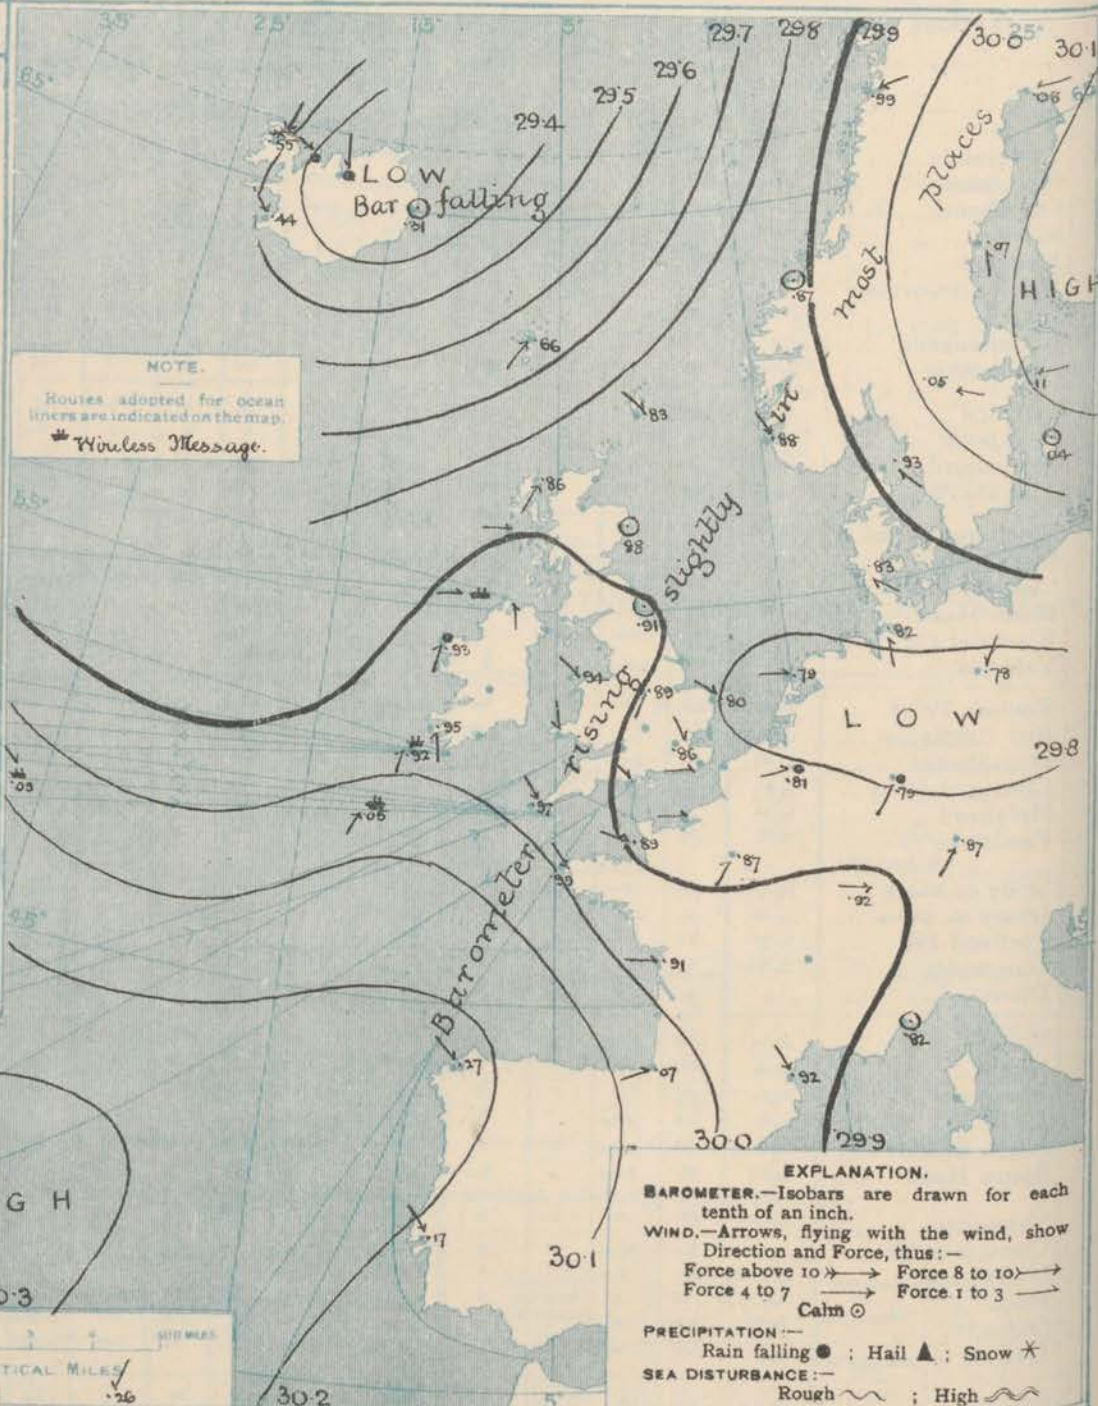 35°
25°
15°
5°
29.7
29.8
29.9
25°
30.0
30.1
65°
29.6
29.5
29.4
.99
.08
65
.55
LOW
Bar falling
.44
.01
places
most
.07
HIGH
.87
NOTE.
Routes adopted for ocean
liners are indicated on the map.
Wireless Message.
.66
.83
in
.88
.05
.11
.04
.93
55°
.86
.88
slightly
.83
.91
.82
.93
.94
rising
.89
.80
.79
.78
LOW
29.8
.95
.92
.86
.81
.79
.03
.05
.97
.89
.87
.87
.99
.92
45°
Barometer
.91
.82
.27
.07
.92
30.0
29.9
GH
.17
30.1
0.3
EXPLANATION.
BAROMETER.—Isobars are drawn for each
tenth of an inch.
WIND.—Arrows, flying with the wind, show
Direction and Force, thus:—
Force above 10 Force 8 to 10
Force 4 to 7 Force 1 to 3
Calm
PRECIPITATION:—
Rain falling ; Hail ; Snow
SEA DISTURBANCE:—
Rough ; High
TICAL MILES
.26
30.2
5°